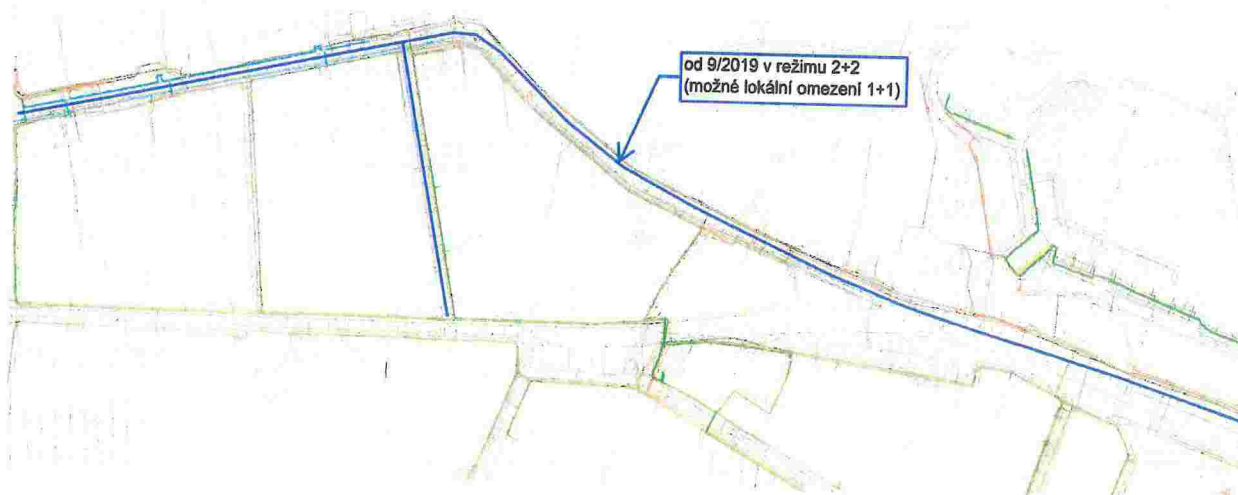 od 9/2019 v režimu 2+2
(možné lokální omezení 1+1)